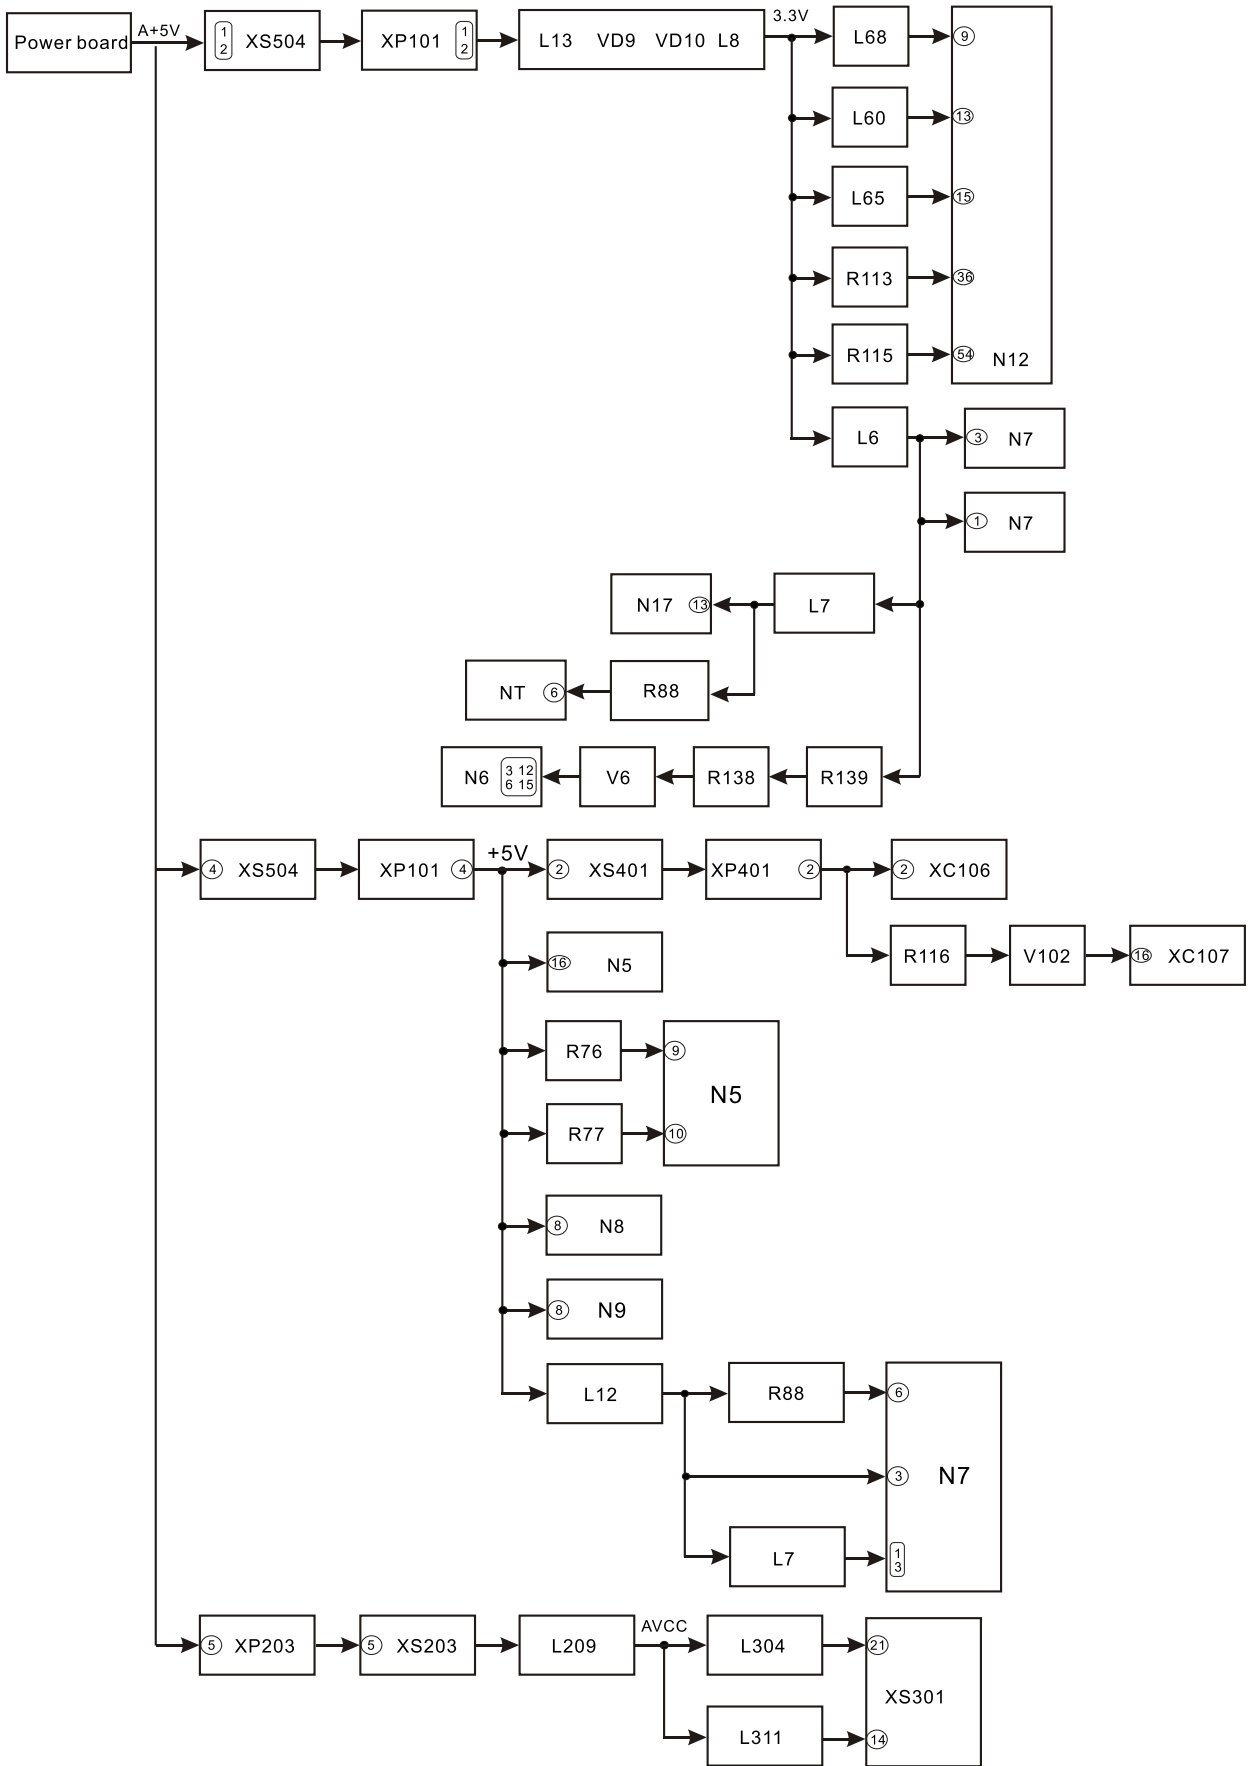 Power board
A+5V
1
2
XS504
XP101
1
2
L13 VD9 VD10 L8
3.3V
L68
9
L60
13
L65
15
R113
36
R115
54
N12
L6
3
N7
1
N7
N17
13
L7
NT
6
R88
N6
3 12
6 15
V6
R138
R139
4
XS504
XP101
4
+5V
2
XS401
XP401
2
2
XC106
16
N5
R116
V102
16
XC107
R76
9
N5
R77
10
8
N8
8
N9
L12
R88
6
3
N7
L7
1
3
5
XP203
5
XS203
L209
AVCC
L304
21
XS301
L311
14